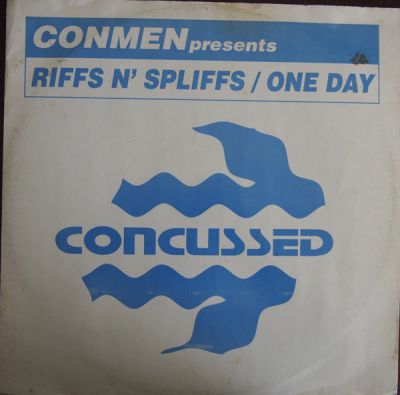 CONMEN presents
RIFFS N' SPLIFFS / ONE DAY
CONCUSSED